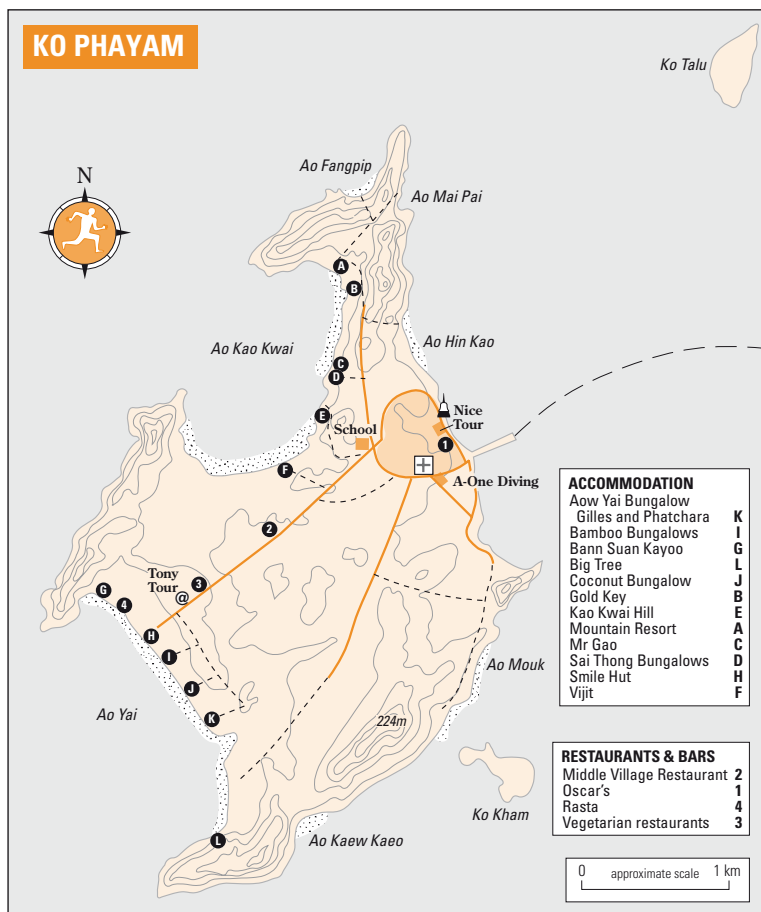 KO PHAYAM
Ko Talu
N
Ao Fangpip
Ao Mai Pai
A
B
Ao Kao Kwai
Ao Hin Kao
C
D
E
School
Nice
Tour
1
A-One Diving
F
2
Tony
Tour
@
3
G
4
H
I
J
K
Ao Yai
Ao Mouk
224m
Ko Kham
L
Ao Kaew Kaeo
ACCOMMODATION
Aow Yai Bungalow
Gilles and Phatchara K
Bamboo Bungalows I
Bann Suan Kayoo G
Big Tree L
Coconut Bungalow J
Gold Key B
Kao Kwai Hill E
Mountain Resort A
Mr Gao C
Sai Thong Bungalows D
Smile Hut H
Vijit F
RESTAURANTS & BARS
Middle Village Restaurant 2
Oscar's 1
Rasta 4
Vegetarian restaurants 3
0 approximate scale 1 km